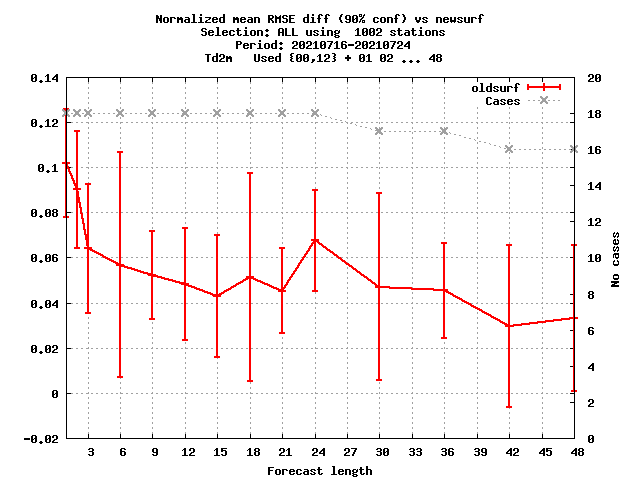 Normalized mean RMSE diff (90% conf) vs newsurf
Selection: ALL using  1002 stations
Period: 20210716-20210724
Td2m   Used {00,12} + 01 02 ... 48
oldsurf
Cases
0.14
0.12
0.1
0.08
0.06
0.04
0.02
0
-0.02
20
18
16
14
12
10
8
6
4
2
0
No cases
3 6 9 12 15 18 21 24 27 30 33 36 39 42 45 48
Forecast length